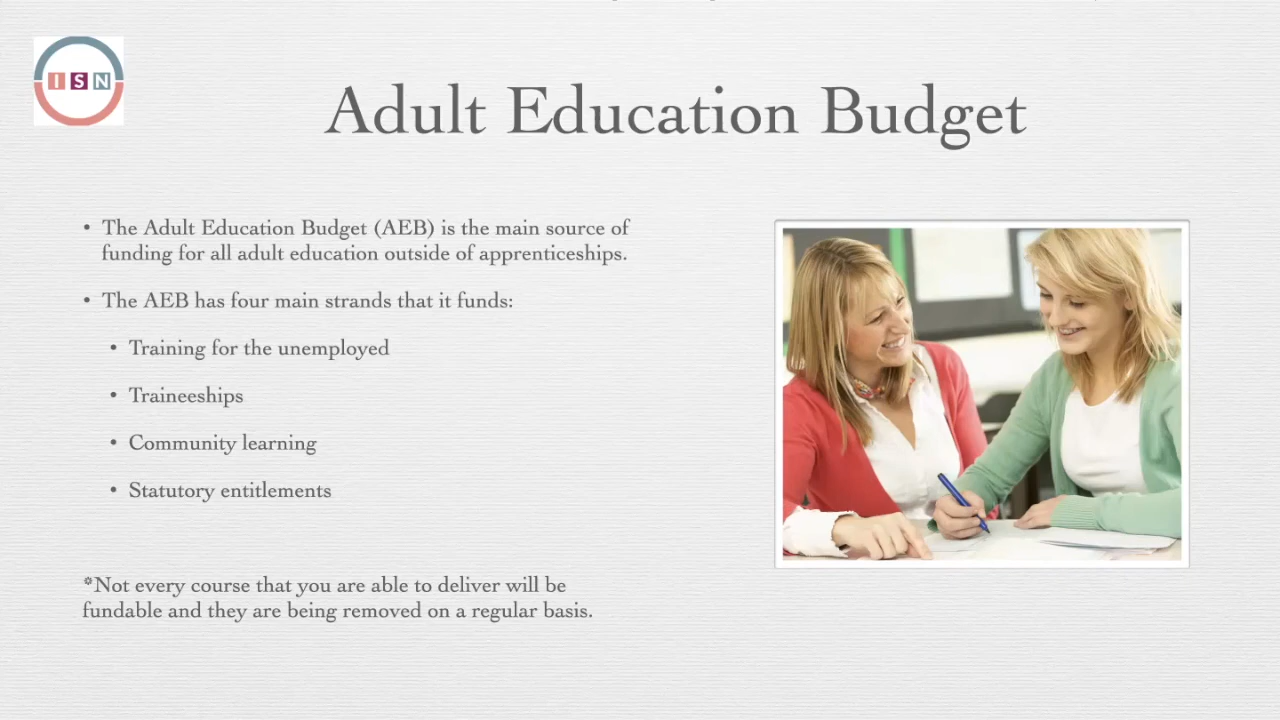 ISN
Adult Education Budget
• The Adult Education Budget (AEB) is the main source of
funding for all adult education outside of apprenticeships.
• The AEB has four main strands that it funds:
• Training for the unemployed
• Traineeships
• Community learning
• Statutory entitlements
*Not every course that you are able to deliver will be
fundable and they are being removed on a regular basis.